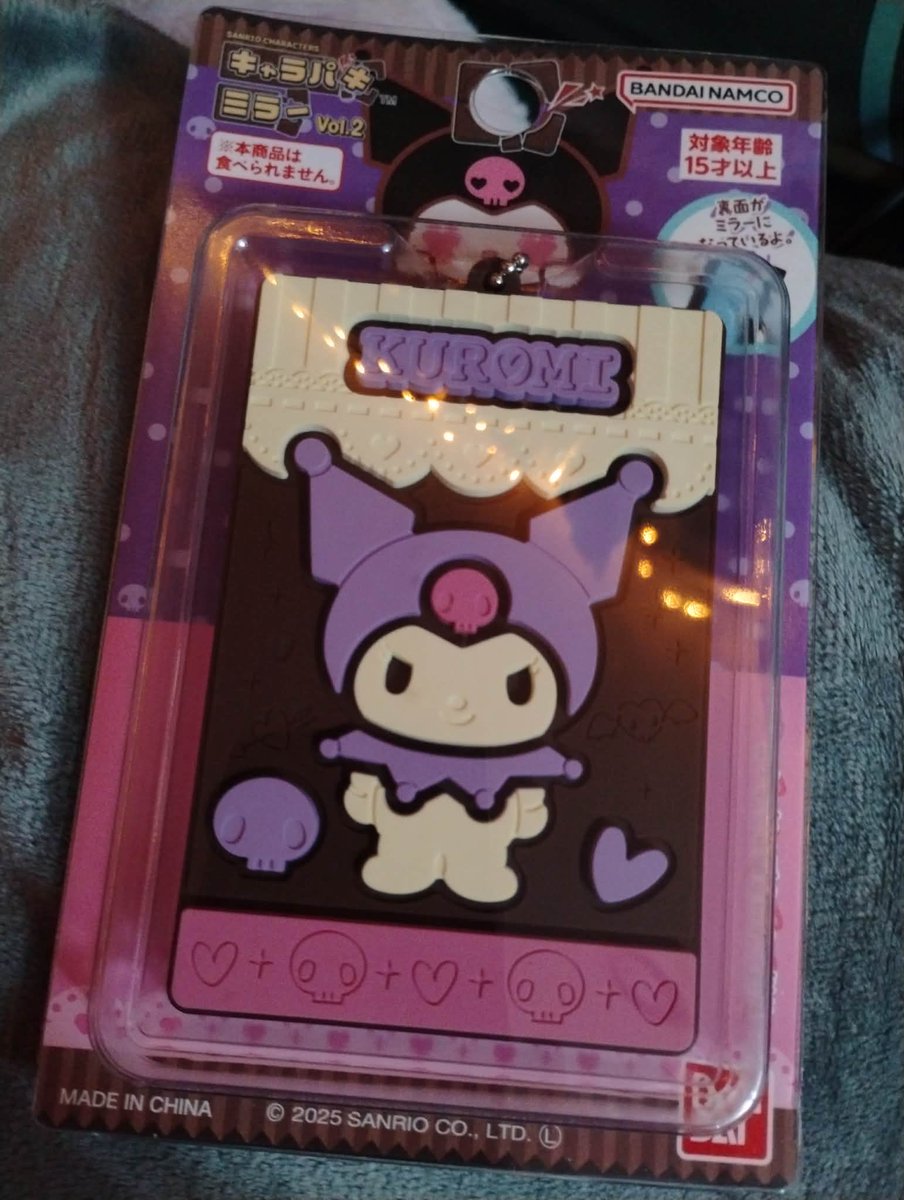 SANRIO CHARACTERS
キャラパキ
ミラー Vol.2
TM
※本商品は
食べられません。
BANDAI NAMCO
対象年齢
15才以上
裏面が
ミラーに
なっているよ。
KUROMI
MADE IN CHINA
© 2025 SANRIO CO., LTD. Ⓛ